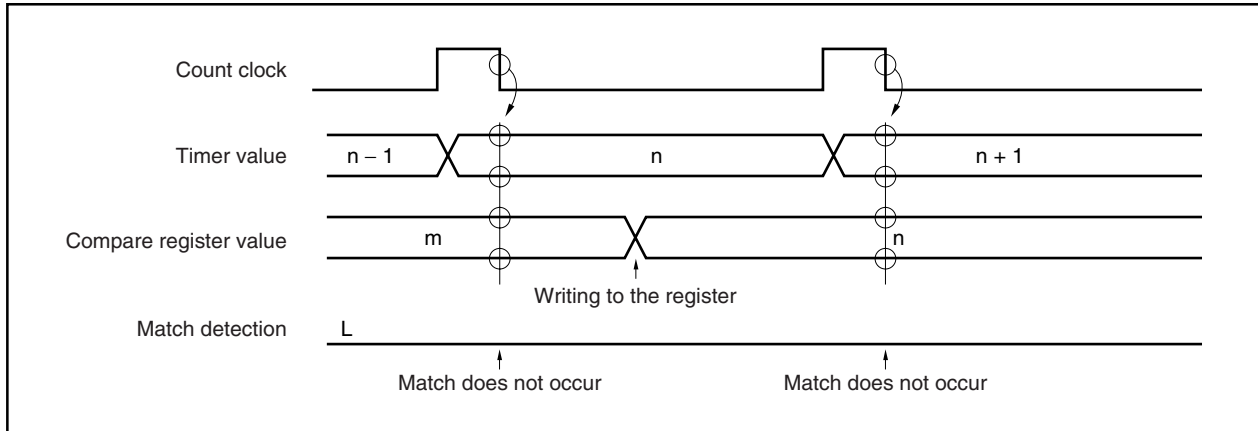 Count clock
Timer value
n – 1
n
n + 1
Compare register value
m
n
Writing to the register
Match detection
L
Match does not occur
Match does not occur